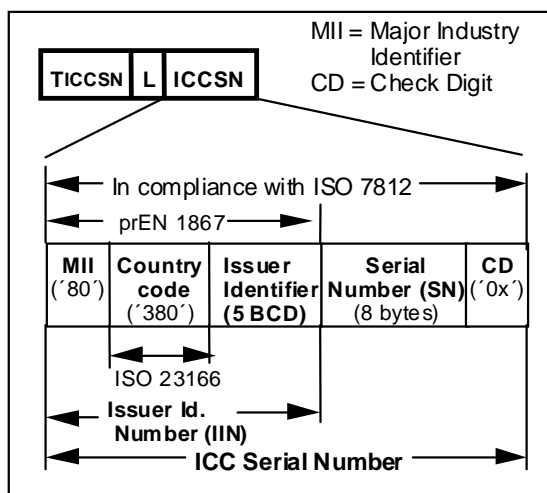 MII = Major Industry
Identifier
CD = Check Digit
TICCSN L ICCSN
In compliance with ISO 7812
prEN 1867
MII Country Issuer Serial CD
(´80´) code Identifier Number (SN) (´0x´)
(´380´) (5 BCD) (8 bytes)
ISO 23166
Issuer Id.
Number (IIN)
ICC Serial Number